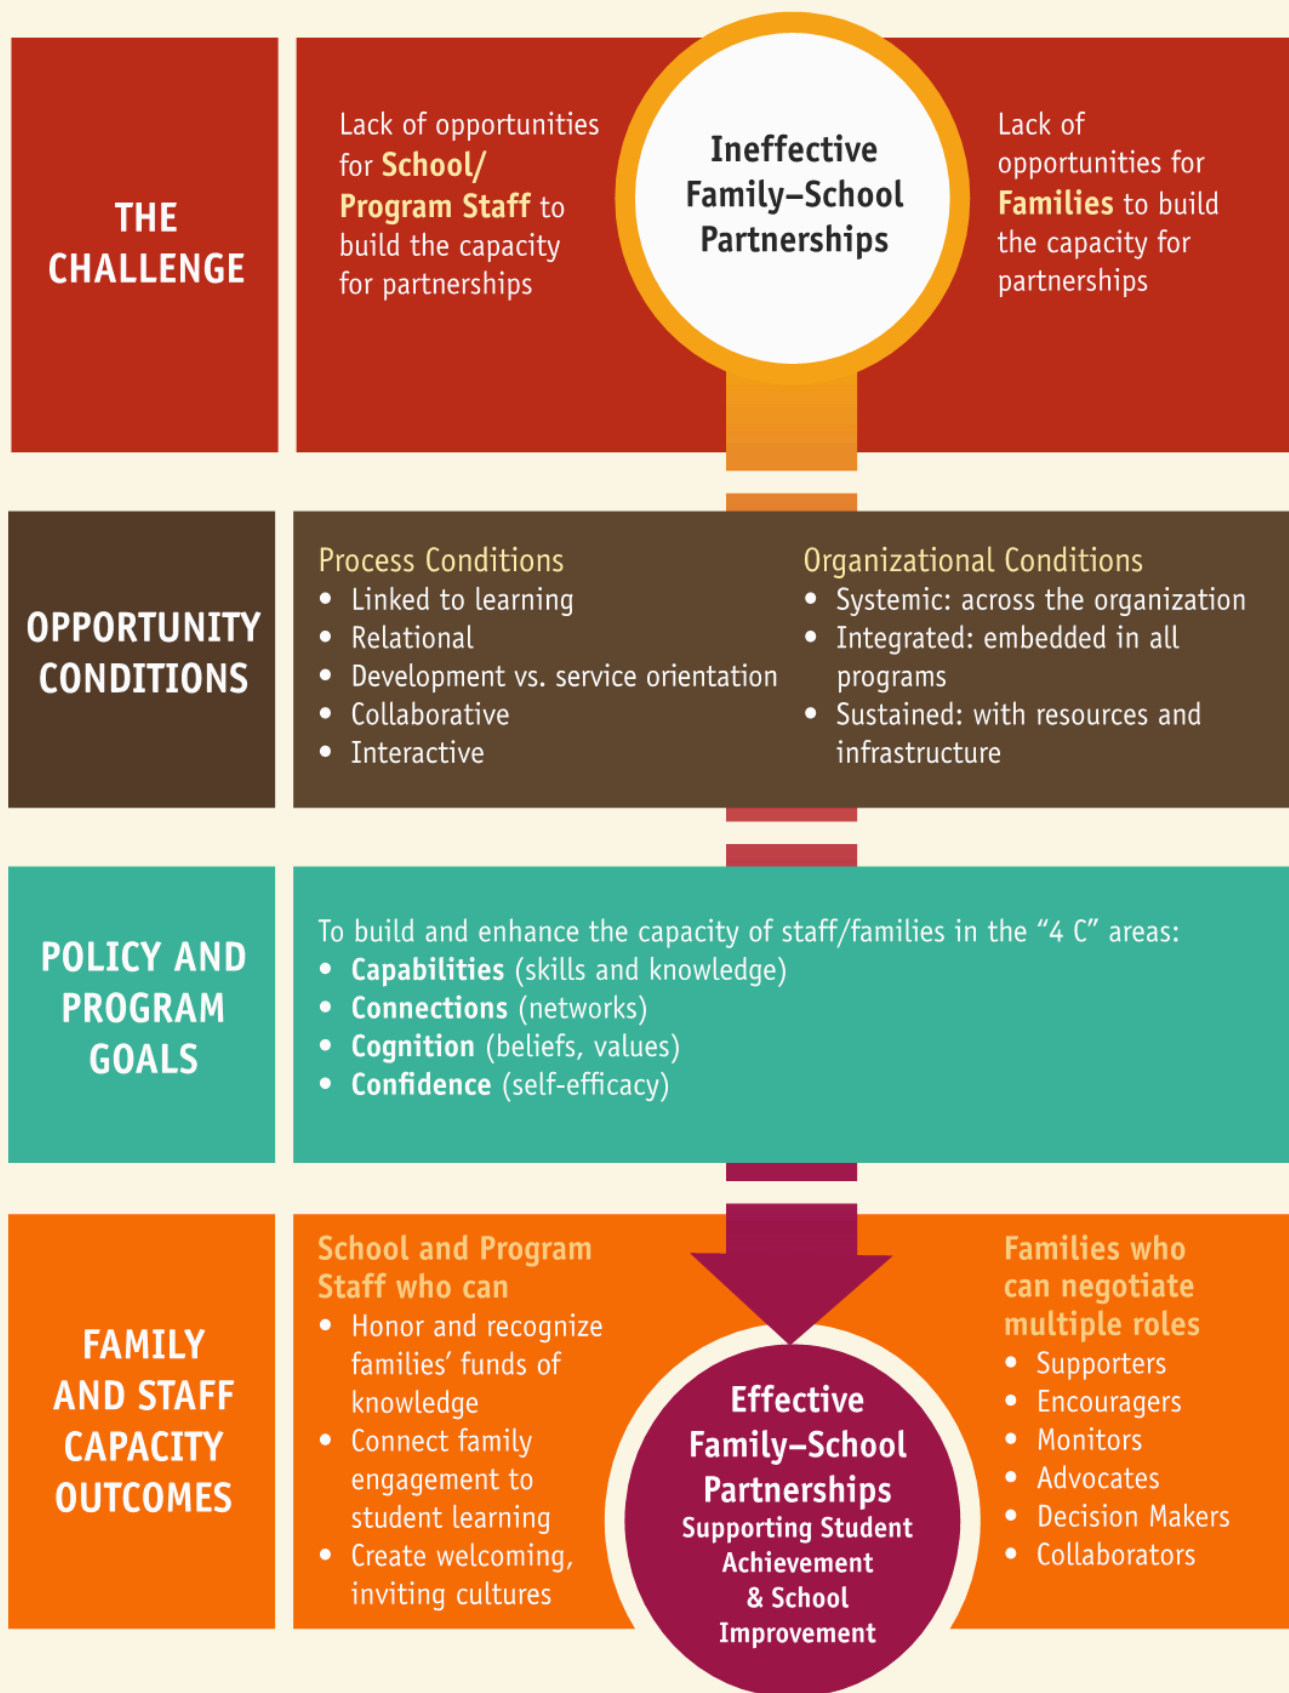 THE
CHALLENGE
Lack of opportunities
for School/
Program Staff to
build the capacity
for partnerships
Ineffective
Family–School
Partnerships
Lack of
opportunities for
Families to build
the capacity for
partnerships
OPPORTUNITY
CONDITIONS
Process Conditions
• Linked to learning
• Relational
• Development vs. service orientation
• Collaborative
• Interactive
Organizational Conditions
• Systemic: across the organization
• Integrated: embedded in all
programs
• Sustained: with resources and
infrastructure
POLICY AND
PROGRAM
GOALS
To build and enhance the capacity of staff/families in the “4 C” areas:
• Capabilities (skills and knowledge)
• Connections (networks)
• Cognition (beliefs, values)
• Confidence (self-efficacy)
FAMILY
AND STAFF
CAPACITY
OUTCOMES
School and Program
Staff who can
• Honor and recognize
families’ funds of
knowledge
• Connect family
engagement to
student learning
• Create welcoming,
inviting cultures
Effective
Family–School
Partnerships
Supporting Student
Achievement
& School
Improvement
Families who
can negotiate
multiple roles
• Supporters
• Encouragers
• Monitors
• Advocates
• Decision Makers
• Collaborators